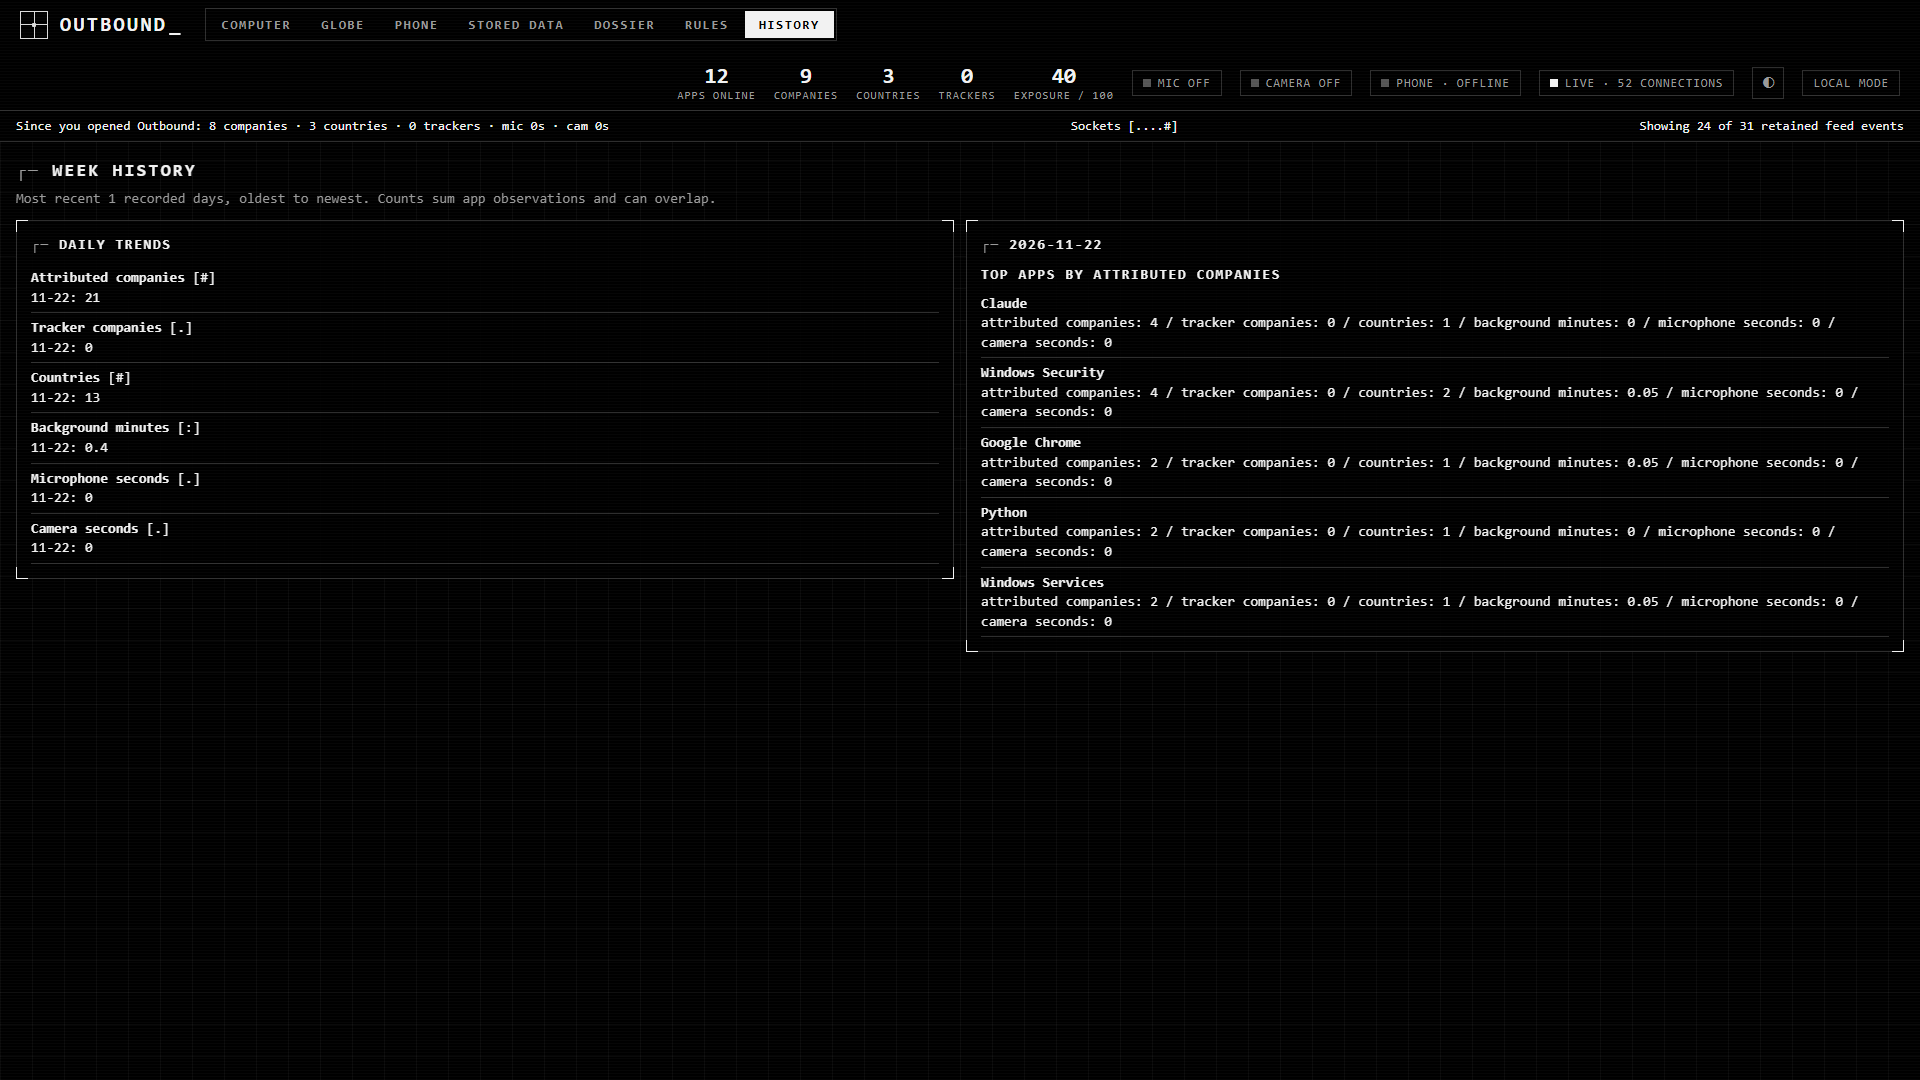 OUTBOUND_
COMPUTER GLOBE PHONE STORED DATA DOSSIER RULES HISTORY
12 9 3 0 40
APPS ONLINE COMPANIES COUNTRIES TRACKERS EXPOSURE / 100
MIC OFF CAMERA OFF PHONE · OFFLINE LIVE · 52 CONNECTIONS LOCAL MODE
Since you opened Outbound: 8 companies · 3 countries · 0 trackers · mic 0s · cam 0s
Sockets [....#]
Showing 24 of 31 retained feed events
┌─ WEEK HISTORY
Most recent 1 recorded days, oldest to newest. Counts sum app observations and can overlap.
┌─ DAILY TRENDS
Attributed companies [#]
11-22: 21
Tracker companies [.]
11-22: 0
Countries [#]
11-22: 13
Background minutes [:]
11-22: 0.4
Microphone seconds [.]
11-22: 0
Camera seconds [.]
11-22: 0
┌─ 2026-11-22
TOP APPS BY ATTRIBUTED COMPANIES
Claude
attributed companies: 4 / tracker companies: 0 / countries: 1 / background minutes: 0 / microphone seconds: 0 /
camera seconds: 0
Windows Security
attributed companies: 4 / tracker companies: 0 / countries: 2 / background minutes: 0.05 / microphone seconds: 0 /
camera seconds: 0
Google Chrome
attributed companies: 2 / tracker companies: 0 / countries: 1 / background minutes: 0.05 / microphone seconds: 0 /
camera seconds: 0
Python
attributed companies: 2 / tracker companies: 0 / countries: 1 / background minutes: 0 / microphone seconds: 0 /
camera seconds: 0
Windows Services
attributed companies: 2 / tracker companies: 0 / countries: 1 / background minutes: 0.05 / microphone seconds: 0 /
camera seconds: 0